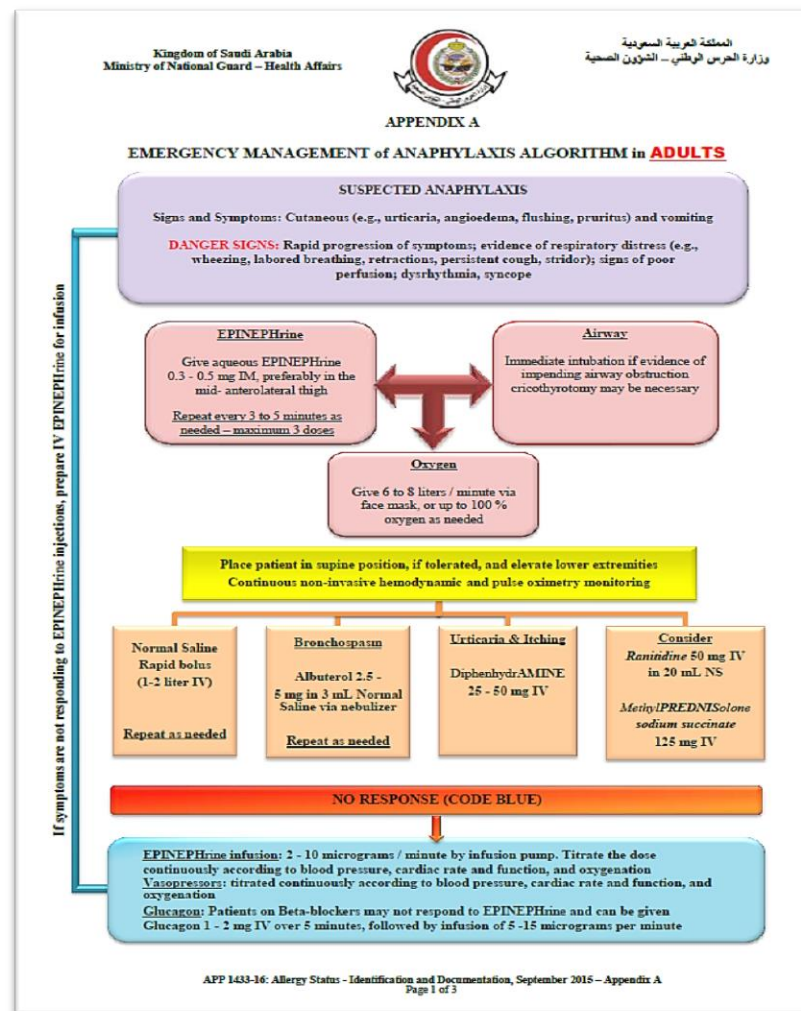 Kingdom of Saudi Arabia
Ministry of National Guard – Health Affairs
المملكة العربية السعودية
وزارة الحرس الوطني – الشؤون الصحية
APPENDIX A
EMERGENCY MANAGEMENT of ANAPHYLAXIS ALGORITHM in ADULTS
SUSPECTED ANAPHYLAXIS
Signs and Symptoms: Cutaneous (e.g., urticaria, angioedema, flushing, pruritus) and vomiting
DANGER SIGNS: Rapid progression of symptoms; evidence of respiratory distress (e.g.,
wheezing, labored breathing, retractions, persistent cough, stridor); signs of poor
perfusion; dysrhythmia, syncope
If symptoms are not responding to EPINEPHrine injections, prepare IV EPINEPHrine for infusion
EPINEPHrine
Give aqueous EPINEPHrine
0.3 - 0.5 mg IM, preferably in the
mid- anterolateral thigh
Repeat every 3 to 5 minutes as
needed – maximum 3 doses
Airway
Immediate intubation if evidence of
impending airway obstruction
cricothyrotomy may be necessary
Oxygen
Give 6 to 8 liters / minute via
face mask, or up to 100 %
oxygen as needed
Place patient in supine position, if tolerated, and elevate lower extremities
Continuous non-invasive hemodynamic and pulse oximetry monitoring
Normal Saline
Rapid bolus
(1-2 liter IV)
Repeat as needed
Bronchospasm
Albuterol 2.5 -
5 mg in 3 mL Normal
Saline via nebulizer
Repeat as needed
Urticaria & Itching
DiphenhydrAMINE
25 - 50 mg IV
Consider
Ranitidine 50 mg IV
in 20 mL NS
MethylPREDNISolone
sodium succinate
125 mg IV
NO RESPONSE (CODE BLUE)
EPINEPHrine infusion: 2 - 10 micrograms / minute by infusion pump. Titrate the dose
continuously according to blood pressure, cardiac rate and function, and oxygenation
Vasopressors: titrated continuously according to blood pressure, cardiac rate and function, and
oxygenation
Glucagon: Patients on Beta-blockers may not respond to EPINEPHrine and can be given
Glucagon 1 - 2 mg IV over 5 minutes, followed by infusion of 5 -15 micrograms per minute
APP 1433-16: Allergy Status - Identification and Documentation, September 2015 – Appendix A
Page 1 of 3